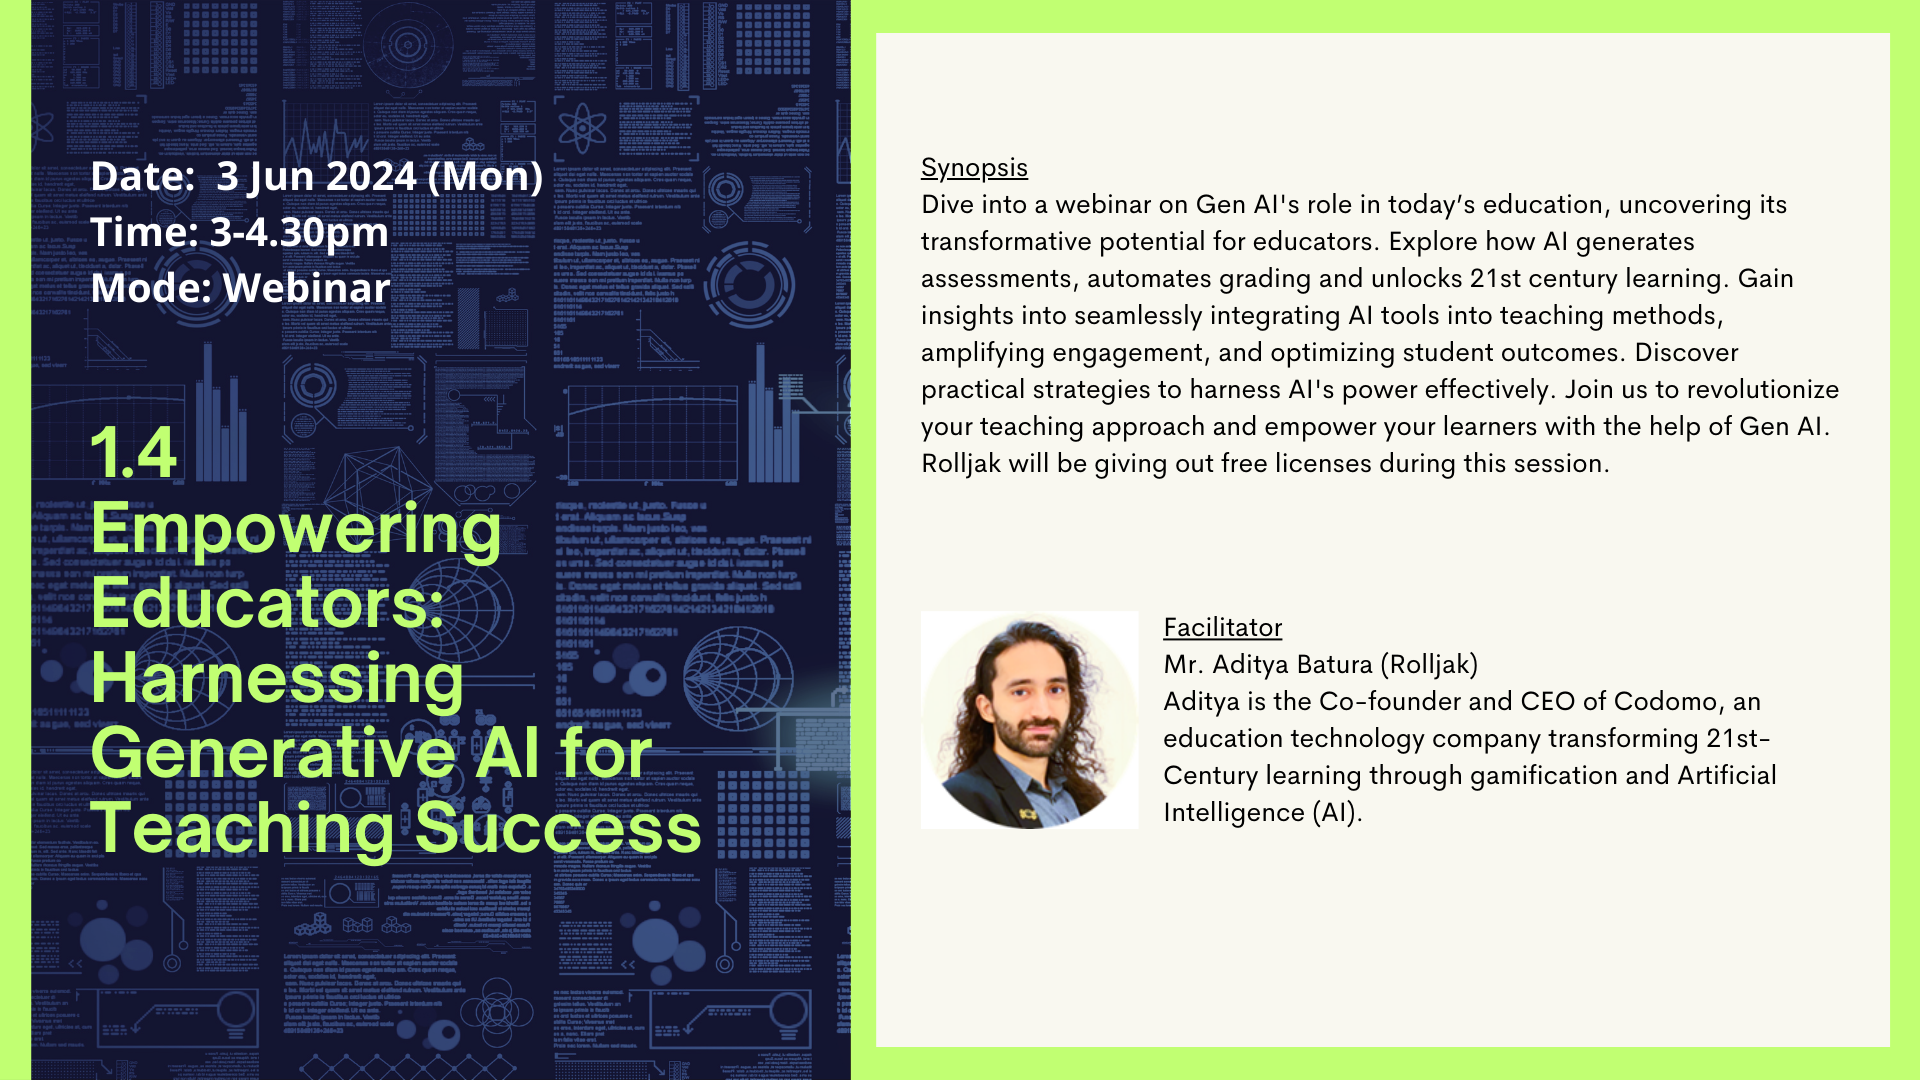 Date:  3 Jun 2024 (Mon)
Time: 3-4.30pm
Mode: Webinar
1.4
Empowering
Educators:
Harnessing
Generative AI for
Teaching Success
Synopsis
Dive into a webinar on Gen AI's role in today’s education, uncovering its
transformative potential for educators. Explore how AI generates
assessments, automates grading and unlocks 21st century learning. Gain
insights into seamlessly integrating AI tools into teaching methods,
amplifying engagement, and optimizing student outcomes. Discover
practical strategies to harness AI's power effectively. Join us to revolutionize
your teaching approach and empower your learners with the help of Gen AI.
Rolljak will be giving out free licenses during this session.
Facilitator
Mr. Aditya Batura (Rolljak)
Aditya is the Co-founder and CEO of Codomo, an
education technology company transforming 21st-
Century learning through gamification and Artificial
Intelligence (AI).